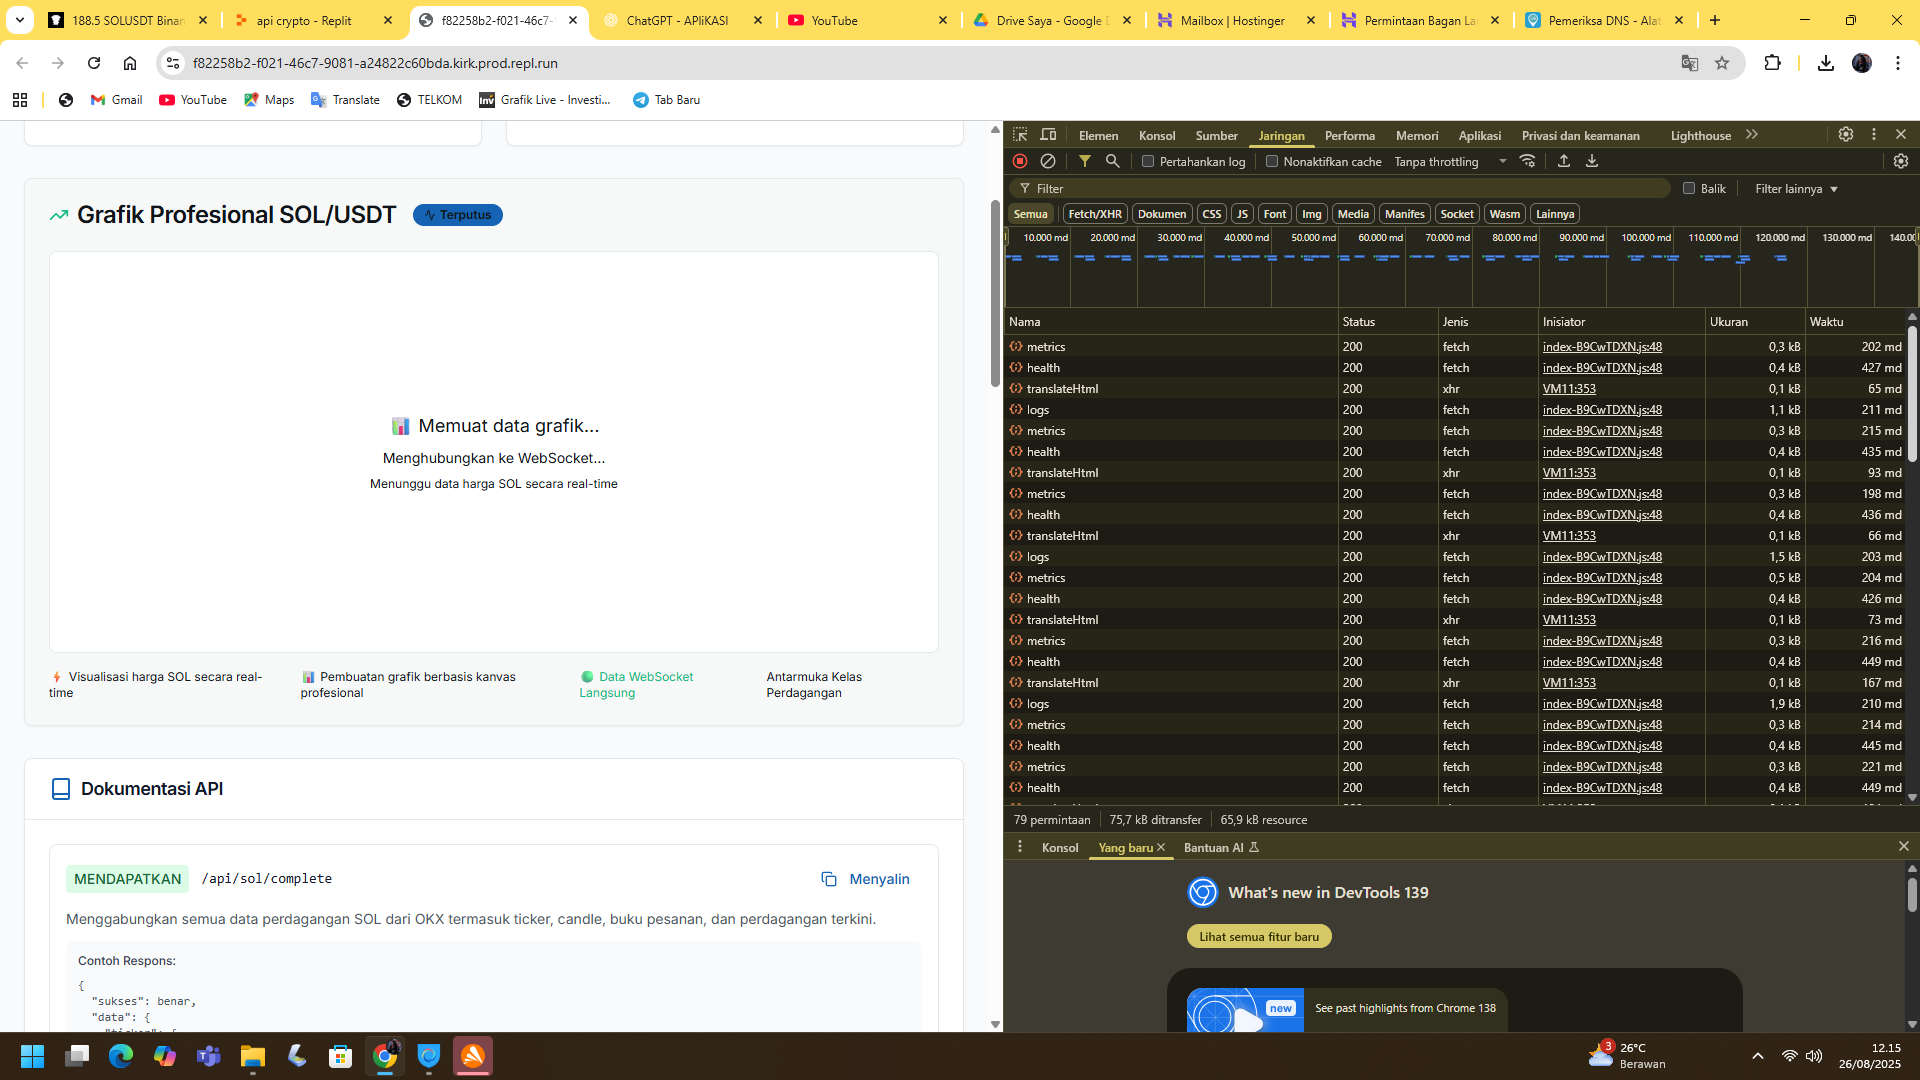 188.5 SOLUSDT Binan
api crypto - Replit
f82258b2-f021-46c7-
ChatGPT - APliKASI
YouTube
Drive Saya - Google D
Mailbox | Hostinger
Permintaan Bagan La
Pemeriksa DNS - Alat
f82258b2-f021-46c7-9081-a24822c60bda.kirk.prod.repl.run
Gmail
YouTube
Maps
Translate
TELKOM
Grafik Live - Investi...
Tab Baru
Grafik Profesional SOL/USDT
Terputus
Memuat data grafik...
Menghubungkan ke WebSocket...
Menunggu data harga SOL secara real-time
Visualisasi harga SOL secara real-
time
Pembuatan grafik berbasis kanvas
profesional
Data WebSocket
Langsung
Antarmuka Kelas
Perdagangan
Dokumentasi API
MENDAPATKAN /api/sol/complete
Menyalin
Menggabungkan semua data perdagangan SOL dari OKX termasuk ticker, candle, buku pesanan, dan perdagangan terkini.
Contoh Respons:
{
"sukses": benar,
"data": {
Elemen Konsol Sumber Jaringan Performa Memori Aplikasi Privasi dan keamanan Lighthouse
Pertahankan log Nonaktifkan cache Tanpa throttling
Filter Balik Filter lainnya
Semua Fetch/XHR Dokumen CSS JS Font Img Media Manifes Socket Wasm Lainnya
10.000 md 20.000 md 30.000 md 40.000 md 50.000 md 60.000 md 70.000 md 80.000 md 90.000 md 100.000 md 110.000 md 120.000 md 130.000 md 140.00
Nama Status Jenis Inisiator Ukuran Waktu
metrics 200 fetch index-B9CwTDXN.js:48 0,3 kB 202 md
health 200 fetch index-B9CwTDXN.js:48 0,4 kB 427 md
translateHtml 200 xhr VM11:353 0,1 kB 65 md
logs 200 fetch index-B9CwTDXN.js:48 1,1 kB 211 md
metrics 200 fetch index-B9CwTDXN.js:48 0,3 kB 215 md
health 200 fetch index-B9CwTDXN.js:48 0,4 kB 435 md
translateHtml 200 xhr VM11:353 0,1 kB 93 md
metrics 200 fetch index-B9CwTDXN.js:48 0,3 kB 198 md
health 200 fetch index-B9CwTDXN.js:48 0,4 kB 436 md
translateHtml 200 xhr VM11:353 0,1 kB 66 md
logs 200 fetch index-B9CwTDXN.js:48 1,5 kB 203 md
metrics 200 fetch index-B9CwTDXN.js:48 0,5 kB 204 md
health 200 fetch index-B9CwTDXN.js:48 0,4 kB 426 md
translateHtml 200 xhr VM11:353 0,1 kB 73 md
metrics 200 fetch index-B9CwTDXN.js:48 0,3 kB 216 md
health 200 fetch index-B9CwTDXN.js:48 0,4 kB 449 md
translateHtml 200 xhr VM11:353 0,1 kB 167 md
logs 200 fetch index-B9CwTDXN.js:48 1,9 kB 210 md
metrics 200 fetch index-B9CwTDXN.js:48 0,3 kB 214 md
health 200 fetch index-B9CwTDXN.js:48 0,4 kB 445 md
metrics 200 fetch index-B9CwTDXN.js:48 0,3 kB 221 md
health 200 fetch index-B9CwTDXN.js:48 0,4 kB 449 md
79 permintaan 75,7 kB ditransfer 65,9 kB resource
Konsol Yang baru Bantuan AI
What's new in DevTools 139
Lihat semua fitur baru
new
See past highlights from Chrome 138
3
26°C
Berawan
12.15
26/08/2025